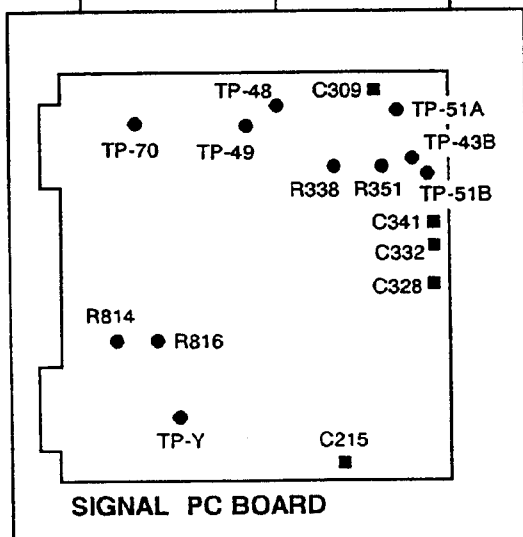 TP-48
C309
TP-51A
TP-70
TP-49
TP-43B
R338
R351
TP-51B
C341
C332
C328
R814
R816
TP-Y
C215
SIGNAL PC BOARD